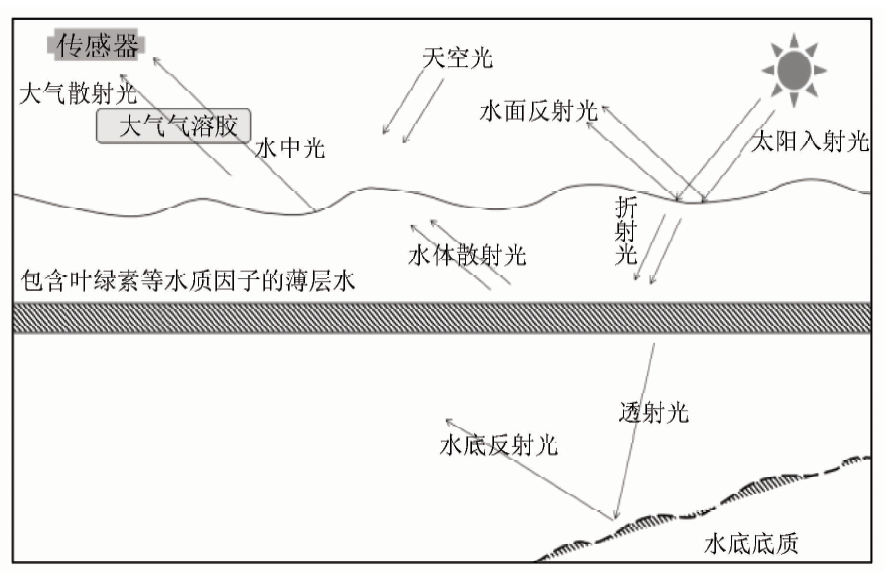 传感器
天空光
大气散射光
水面反射光
大气气溶胶
水中光
太阳入射光
折射光
水体散射光
包含叶绿素等水质因子的薄层水
透射光
水底反射光
水底底质